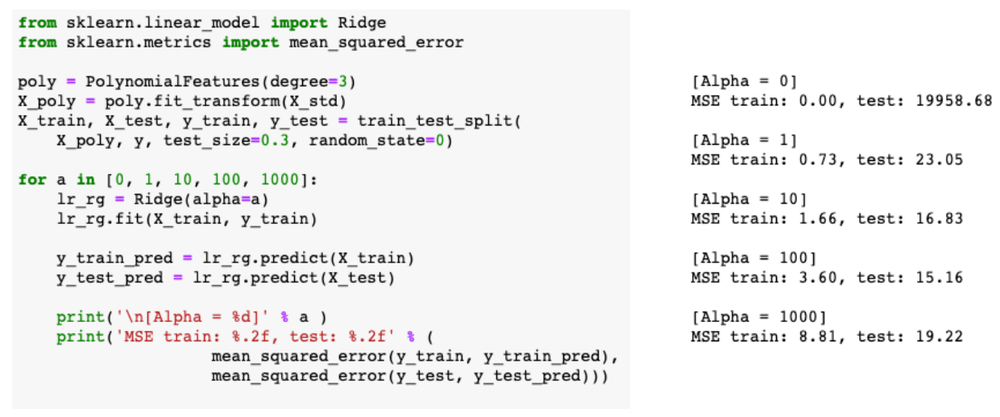 from sklearn.linear_model import Ridge
from sklearn.metrics import mean_squared_error
poly = PolynomialFeatures(degree=3)
X_poly = poly.fit_transform(X_std)
X_train, X_test, y_train, y_test = train_test_split(
    X_poly, y, test_size=0.3, random_state=0)
for a in [0, 1, 10, 100, 1000]:
    lr_rg = Ridge(alpha=a)
    lr_rg.fit(X_train, y_train)
    y_train_pred = lr_rg.predict(X_train)
    y_test_pred = lr_rg.predict(X_test)
    print('\n[Alpha = %d]' % a )
    print('MSE train: %.2f, test: %.2f' % (
                    mean_squared_error(y_train, y_train_pred),
                    mean_squared_error(y_test, y_test_pred)))
[Alpha = 0]
MSE train: 0.00, test: 19958.68
[Alpha = 1]
MSE train: 0.73, test: 23.05
[Alpha = 10]
MSE train: 1.66, test: 16.83
[Alpha = 100]
MSE train: 3.60, test: 15.16
[Alpha = 1000]
MSE train: 8.81, test: 19.22